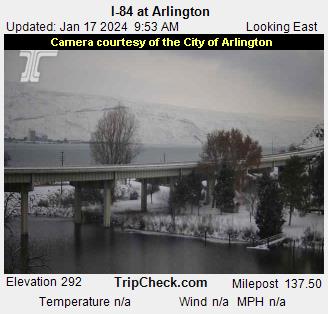 I-84 at Arlington
Updated: Jan 17 2024 9:53 AM Looking East
Camera courtesy of the City of Arlington
Elevation 292 TripCheck.com Milepost 137.50
Temperature n/a Wind n/a MPH n/a